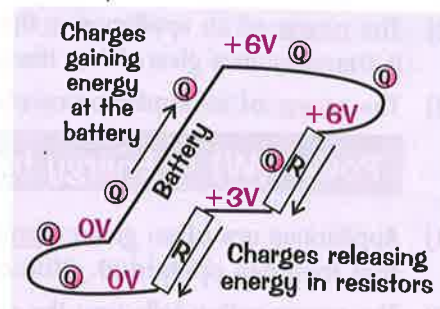 Charges
gaining
energy
at the
battery
+6V
Q
Q
Q
+6V
Battery
Q
R
Q
+3V
Q
0V
R
Q
0V
Charges releasing
energy in resistors